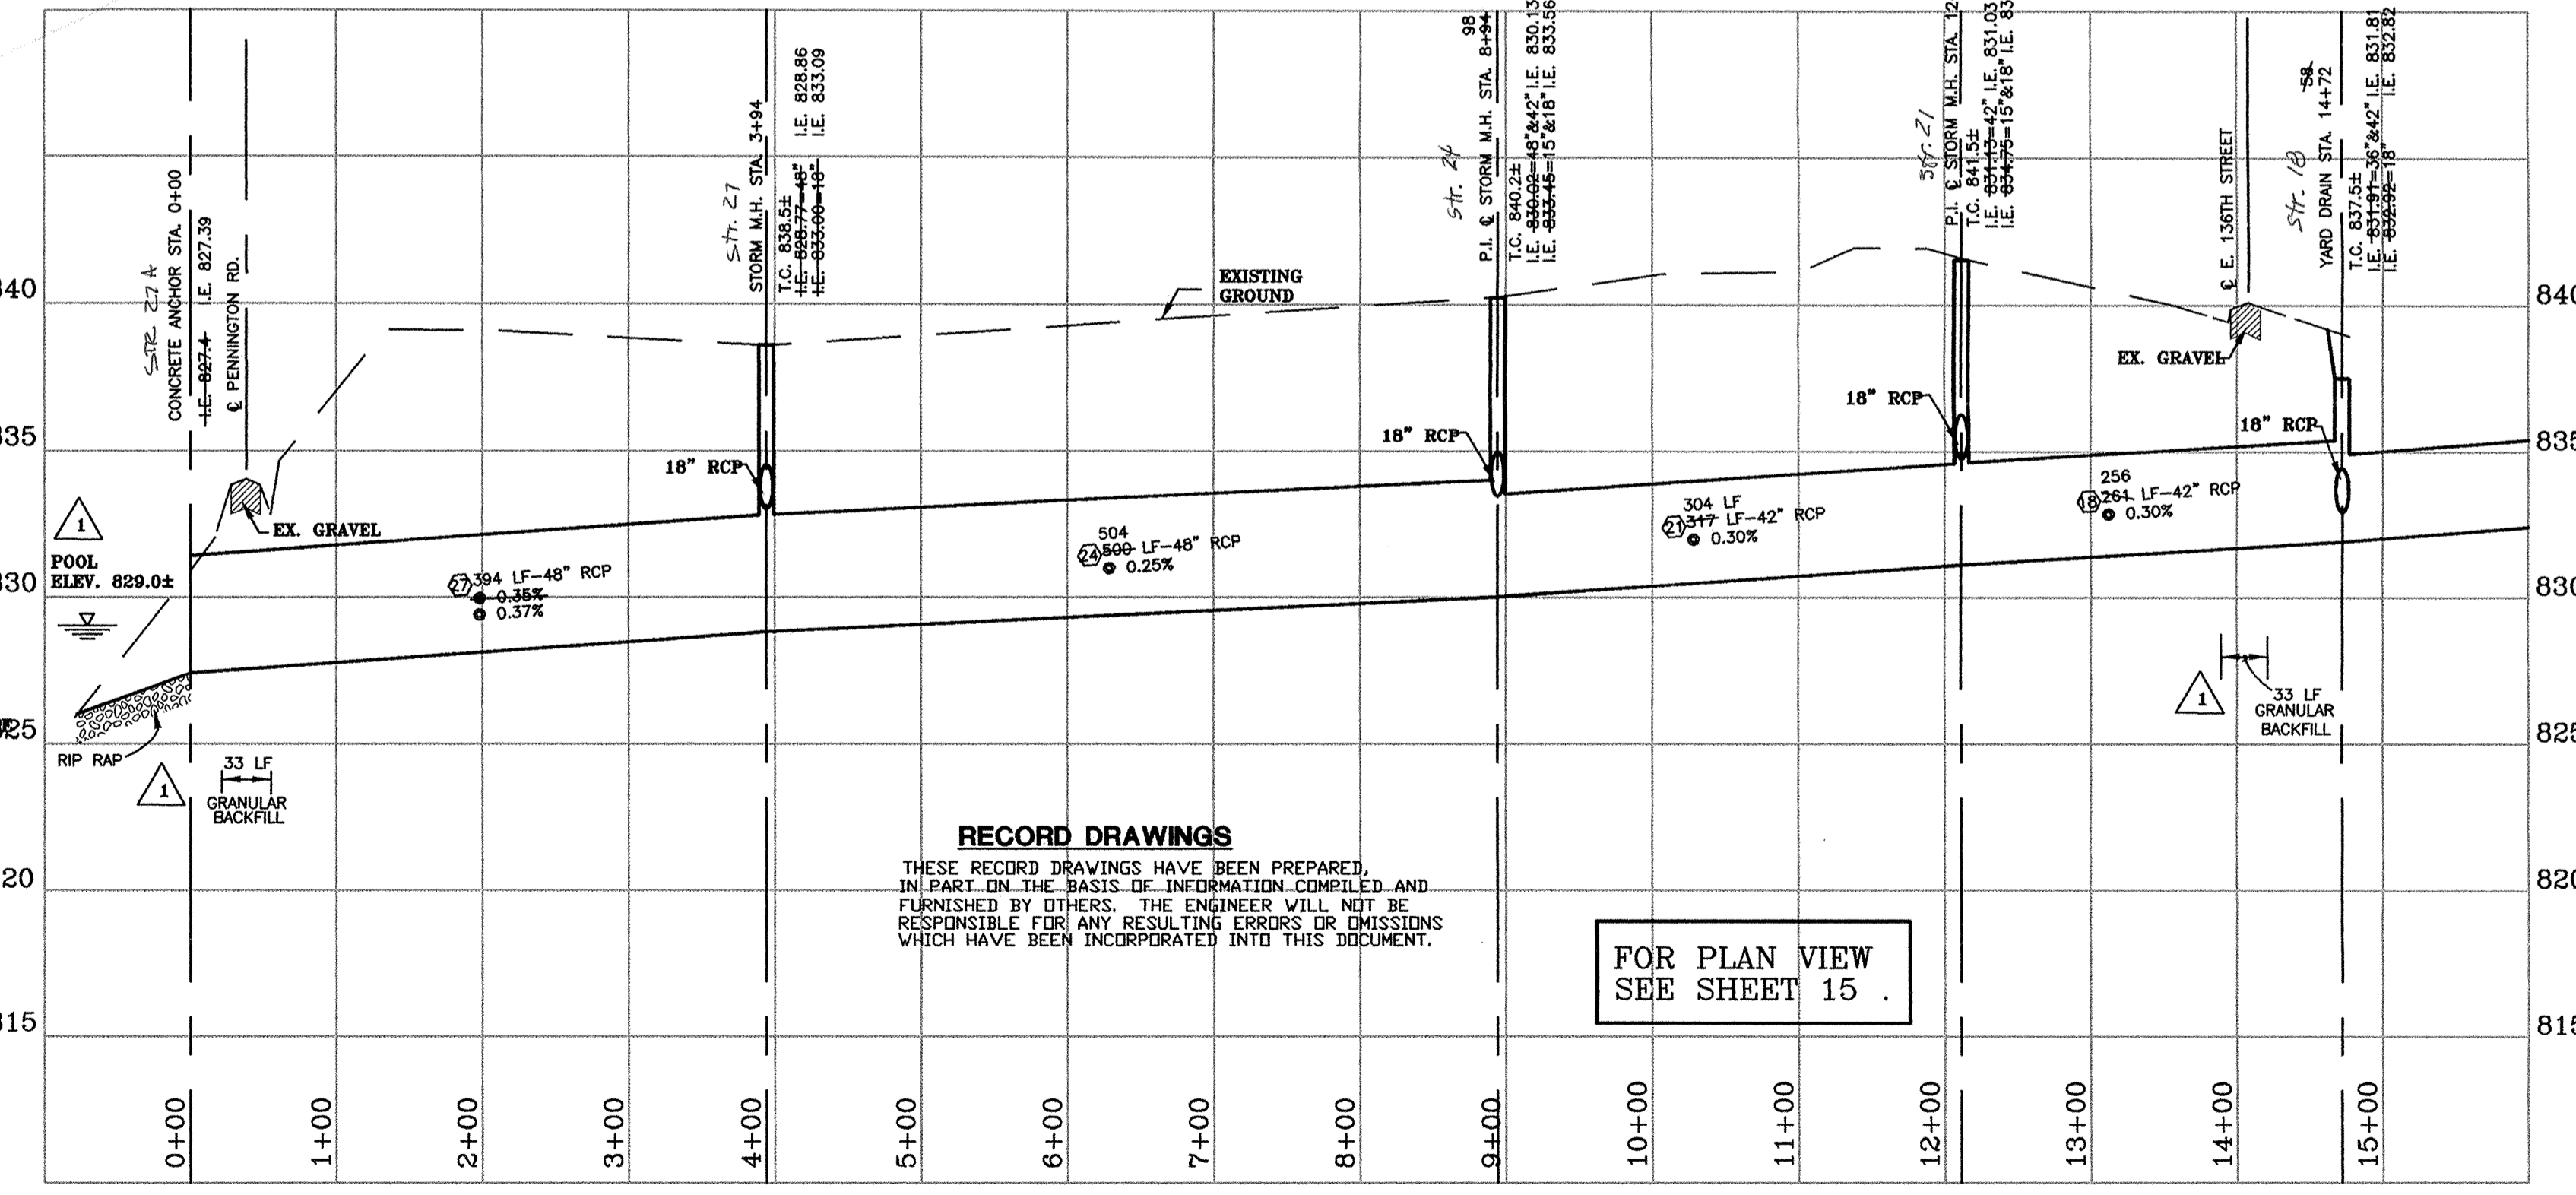 STR 27A
CONCRETE ANCHOR STA. 0+00
I.E. 827.4 I.E. 827.39
℄ PENNINGTON RD.
Str. 27
STORM M.H. STA. 3+94
T.C. 838.5±
I.E. 828.77=48" I.E. 828.86
I.E. 833.00=18" I.E. 833.09
Str. 24
98
P.I. ℄ STORM M.H. STA. 8+94
T.C. 840.2±
I.E. 830.02=48"&42" I.E. 830.13
I.E. 833.45=15"&18" I.E. 833.56
Str. 21
P.I. ℄ STORM M.H. STA. 12
T.C. 841.5±
I.E. 831.13=42" I.E. 831.03
I.E. 834.75=15"&18" I.E. 83
℄ E. 136TH STREET
Str. 18
58
YARD DRAIN STA. 14+72
T.C. 837.5±
I.E. 831.91=36"&42" I.E. 831.81
I.E. 832.92=18" I.E. 832.82
EXISTING
GROUND
840
835
830
825
820
815
18" RCP
18" RCP
18" RCP
18" RCP
EX. GRAVEL
EX. GRAVEL
1
POOL
ELEV. 829.0±
27 394 LF-48" RCP
0.35%
0.37%
504
24 500 LF-48" RCP
0.25%
304 LF
21 317 LF-42" RCP
0.30%
256
18 261 LF-42" RCP
0.30%
RIP RAP
1
33 LF
GRANULAR
BACKFILL
1
33 LF
GRANULAR
BACKFILL
RECORD DRAWINGS
THESE RECORD DRAWINGS HAVE BEEN PREPARED,
IN PART ON THE BASIS OF INFORMATION COMPILED AND
FURNISHED BY OTHERS. THE ENGINEER WILL NOT BE
RESPONSIBLE FOR ANY RESULTING ERRORS OR OMISSIONS
WHICH HAVE BEEN INCORPORATED INTO THIS DOCUMENT.
FOR PLAN VIEW
SEE SHEET 15 .
0+00
1+00
2+00
3+00
4+00
5+00
6+00
7+00
8+00
9+00
10+00
11+00
12+00
13+00
14+00
15+00